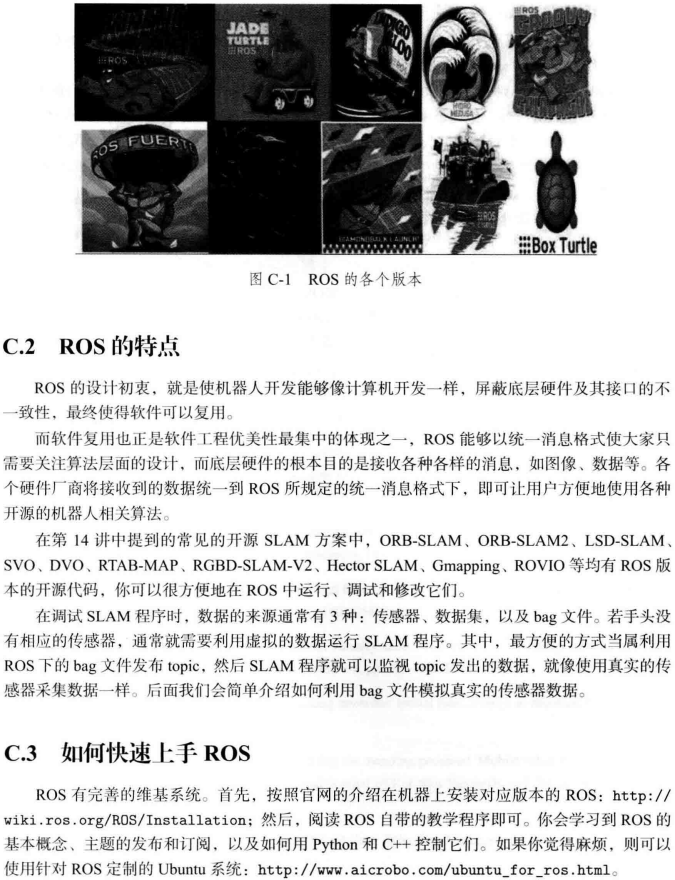 ROS
JADE
TURTLE
ROS
INDIGO
IGLOO
HYDRO
MEDUSA
ROS
GROOVY
GALAPAGOS
ROS FUERTE
DIAMONDBACK LAUNCH
ROS
Box Turtle
图 C-1 ROS 的各个版本
C.2 ROS 的特点
ROS 的设计初衷，就是使机器人开发能够像计算机开发一样，屏蔽底层硬件及其接口的不
一致性，最终使得软件可以复用。
而软件复用也正是软件工程优美性最集中的体现之一，ROS 能够以统一消息格式使大家只
需要关注算法层面的设计，而底层硬件的根本目的是接收各种各样的消息，如图像、数据等。各
个硬件厂商将接收到的数据统一到 ROS 所规定的统一消息格式下，即可让用户方便地使用各种
开源的机器人相关算法。
在第 14 讲中提到的常见的开源 SLAM 方案中，ORB-SLAM、ORB-SLAM2、LSD-SLAM、
SVO、DVO、RTAB-MAP、RGBD-SLAM-V2、Hector SLAM、Gmapping、ROVIO 等均有 ROS 版
本的开源代码，你可以很方便地在 ROS 中运行、调试和修改它们。
在调试 SLAM 程序时，数据的来源通常有 3 种：传感器、数据集，以及 bag 文件。若手头没
有相应的传感器，通常就需要利用虚拟的数据运行 SLAM 程序。其中，最方便的方式当属利用
ROS 下的 bag 文件发布 topic，然后 SLAM 程序就可以监视 topic 发出的数据，就像使用真实的传
感器采集数据一样。后面我们会简单介绍如何利用 bag 文件模拟真实的传感器数据。
C.3 如何快速上手 ROS
ROS 有完善的维基系统。首先，按照官网的介绍在机器上安装对应版本的 ROS：http://
wiki.ros.org/ROS/Installation；然后，阅读 ROS 自带的教学程序即可。你会学习到 ROS 的
基本概念、主题的发布和订阅，以及如何用 Python 和 C++ 控制它们。如果你觉得麻烦，则可以
使用针对 ROS 定制的 Ubuntu 系统：http://www.aicrobo.com/ubuntu_for_ros.html。